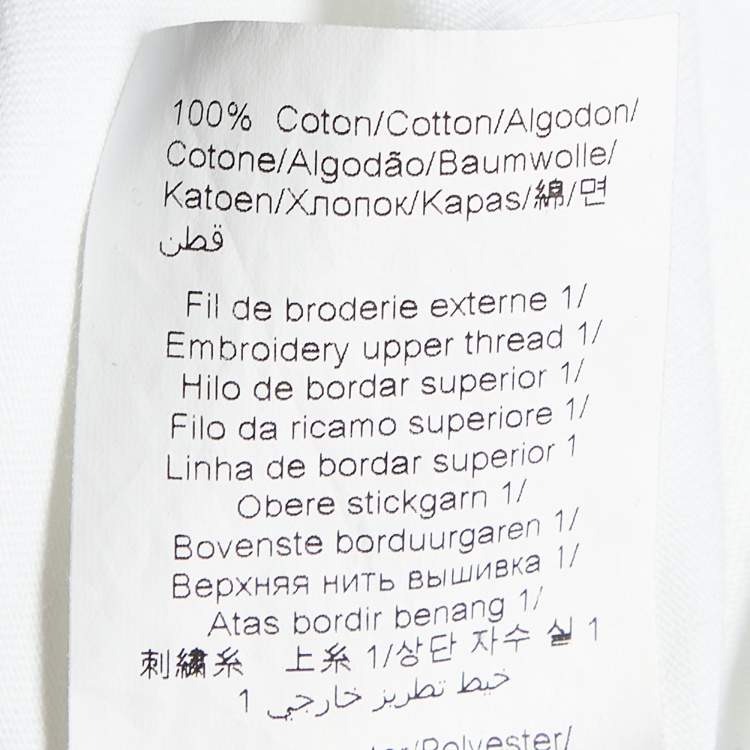 100% Coton/Cotton/Algodon/
Cotone/Algodão/Baumwolle/
Katoen/Хлопок/Kapas/綿/면
قطن
Fil de broderie externe 1/
Embroidery upper thread 1/
Hilo de bordar superior 1/
Filo da ricamo superiore 1/
Linha de bordar superior 1
Obere stickgarn 1/
Bovenste borduurgaren 1/
Верхняя нить вышивка 1/
Atas bordir benang 1/
刺繍糸 上糸 1/상단 자수 실 1
خيط تطريز خارجي 1
/Polyester/